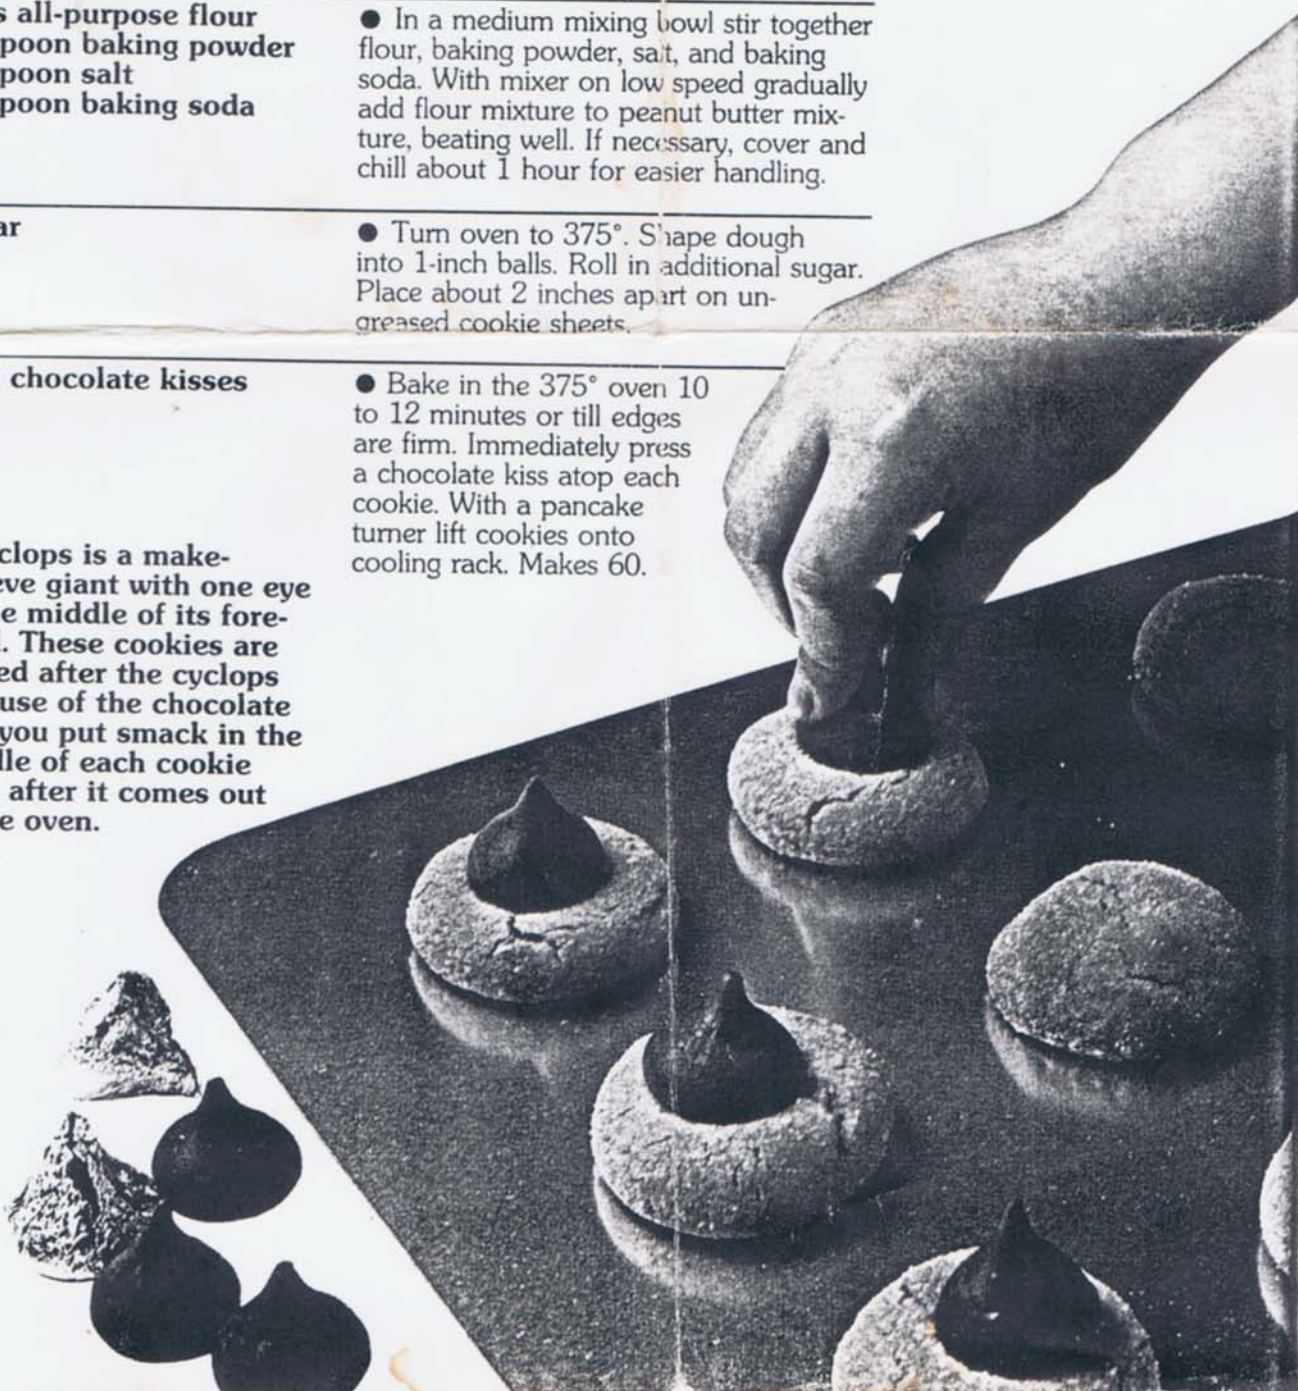 s all-purpose flour
poon baking powder
poon salt
poon baking soda
● In a medium mixing bowl stir together
flour, baking powder, salt, and baking
soda. With mixer on low speed gradually
add flour mixture to peanut butter mix-
ture, beating well. If necessary, cover and
chill about 1 hour for easier handling.
ar
● Turn oven to 375°. Shape dough
into 1-inch balls. Roll in additional sugar.
Place about 2 inches apart on un-
greased cookie sheets.
chocolate kisses
● Bake in the 375° oven 10
to 12 minutes or till edges
are firm. Immediately press
a chocolate kiss atop each
cookie. With a pancake
turner lift cookies onto
cooling rack. Makes 60.
clops is a make-
eve giant with one eye
e middle of its fore-
. These cookies are
ed after the cyclops
use of the chocolate
you put smack in the
lle of each cookie
after it comes out
e oven.